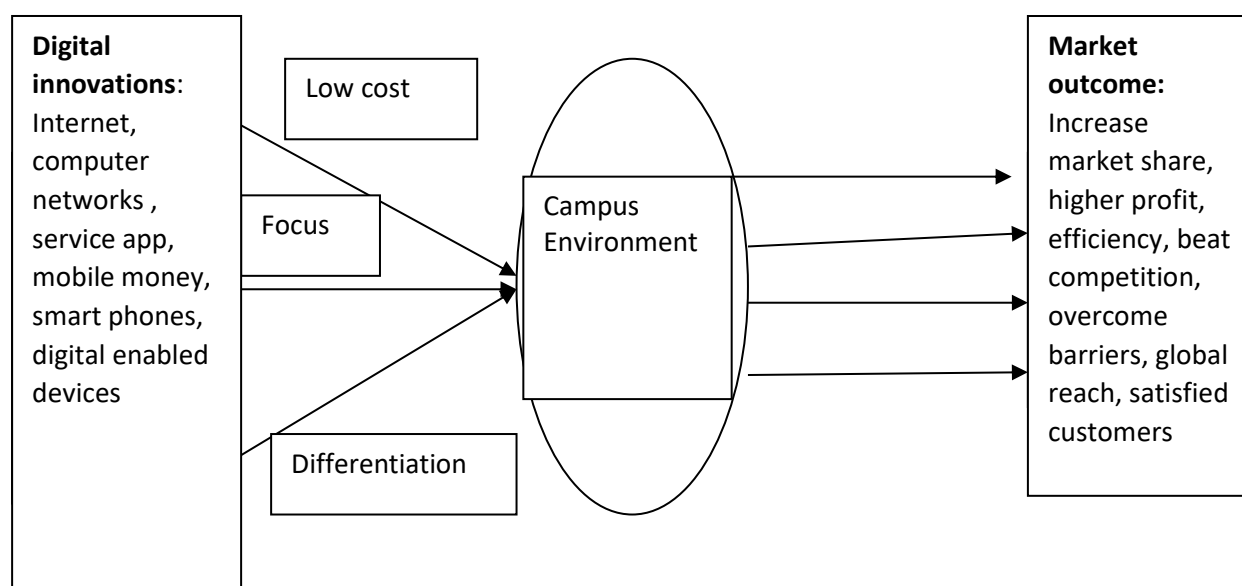 Digital
innovations:
Internet,
computer
networks ,
service app,
mobile money,
smart phones,
digital enabled
devices
Low cost
Focus
Differentiation
Campus
Environment
Market
outcome:
Increase
market share,
higher profit,
efficiency, beat
competition,
overcome
barriers, global
reach, satisfied
customers